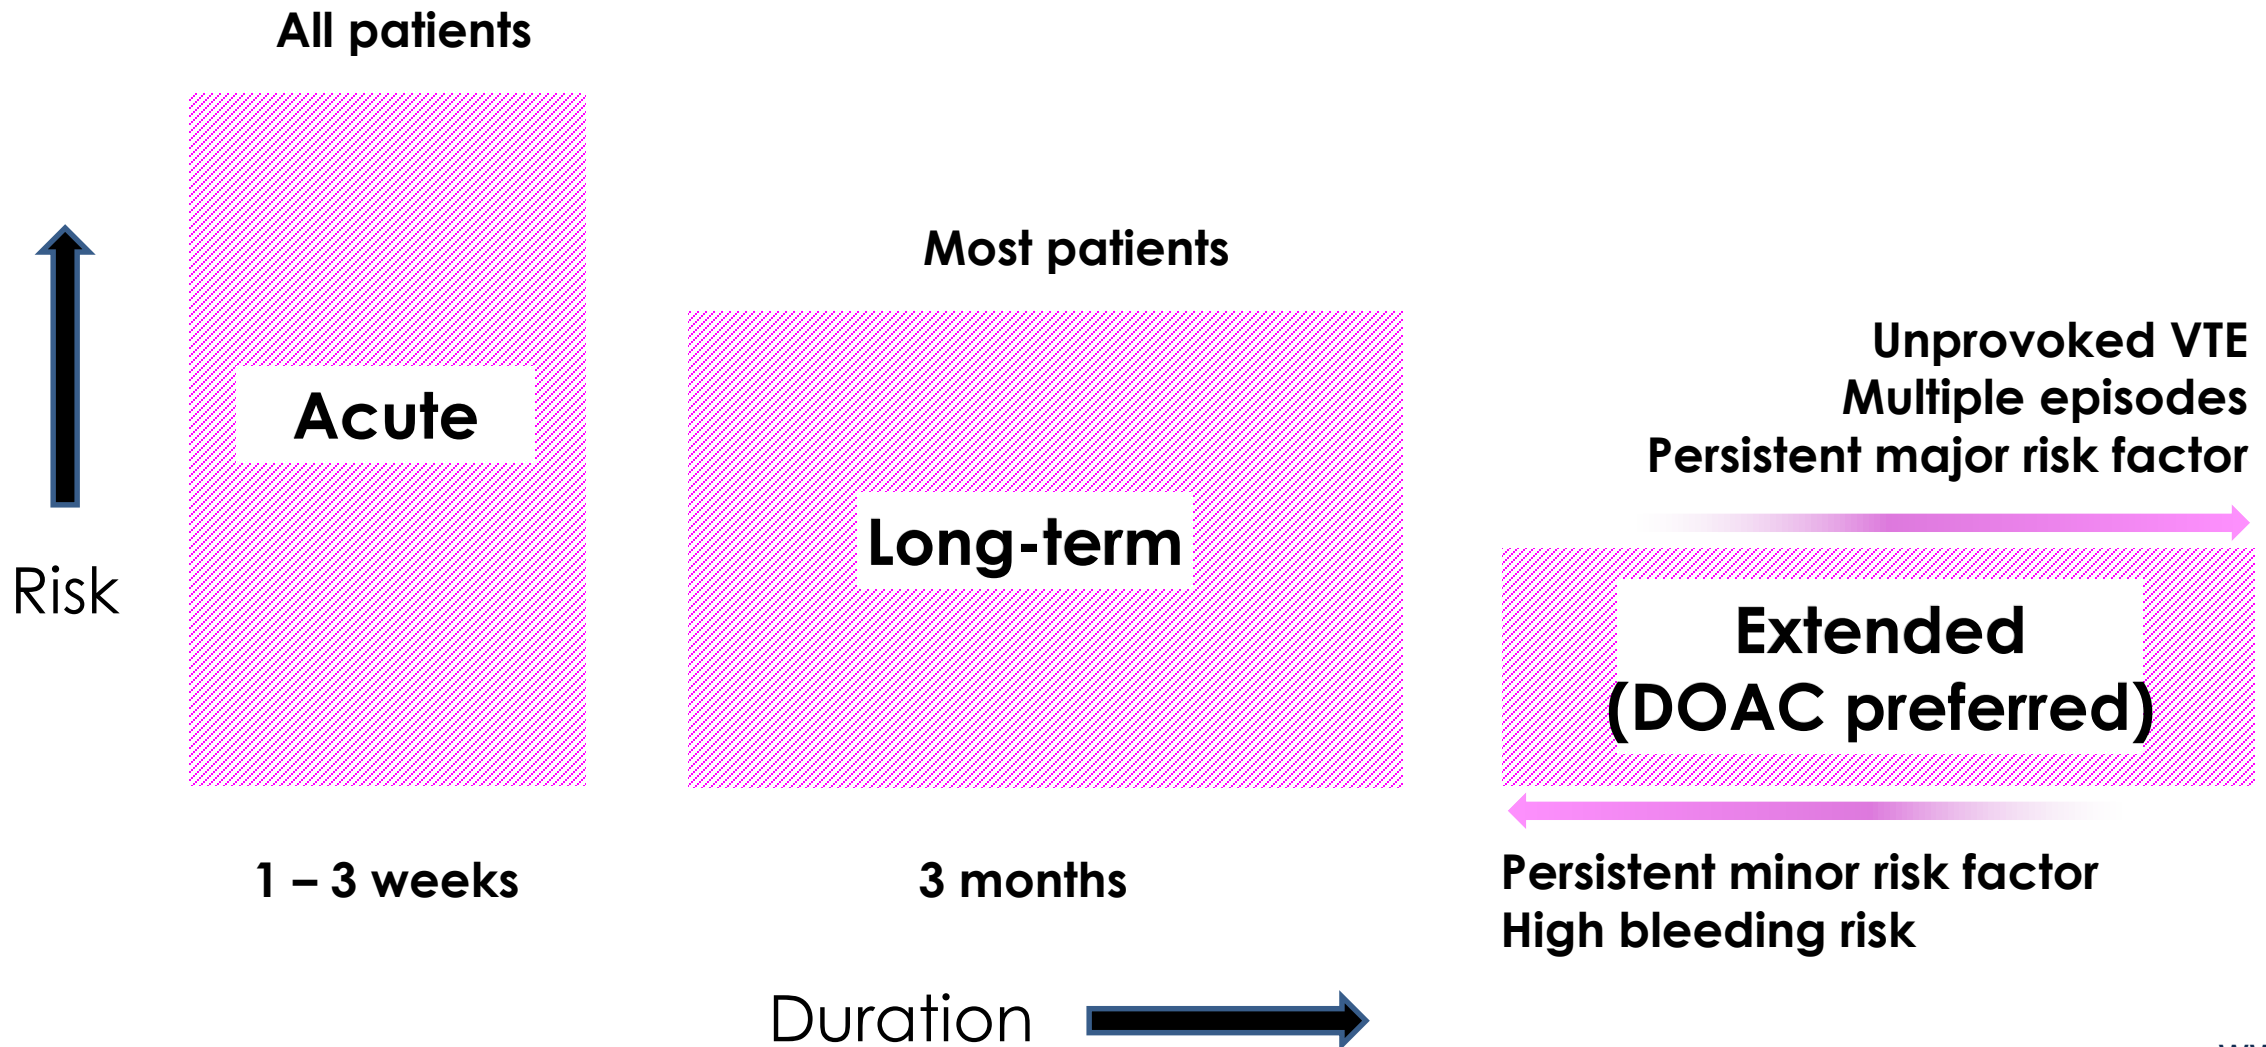 All patients
Most patients
Unprovoked VTE
Multiple episodes
Persistent major risk factor
Acute
Long-term
Extended
(DOAC preferred)
Risk
1 – 3 weeks
3 months
Persistent minor risk factor
High bleeding risk
Duration